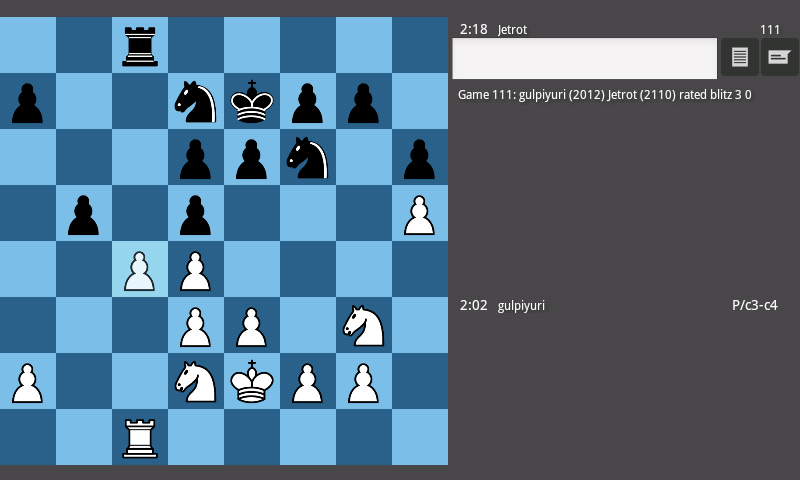 2:18 Jetrot 111
Game 111: gulpiyuri (2012) Jetrot (2110) rated blitz 3 0
2:02 gulpiyuri P/c3-c4